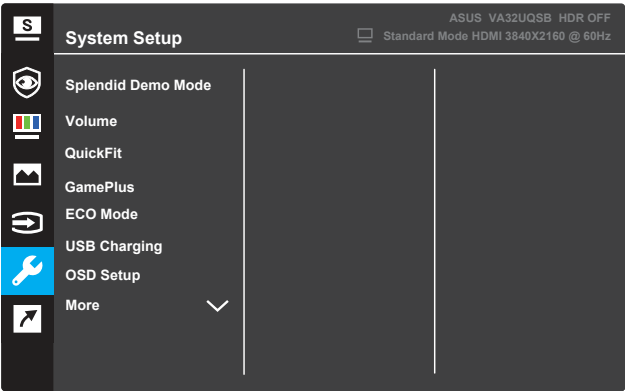 S
System Setup
ASUS VA32UQSB HDR OFF
Standard Mode HDMI 3840X2160 @ 60Hz
Splendid Demo Mode
Volume
QuickFit
GamePlus
ECO Mode
USB Charging
OSD Setup
More